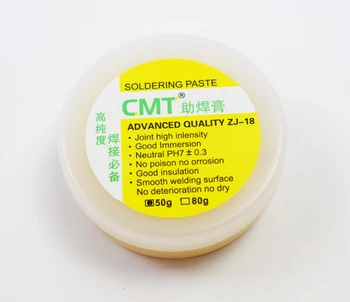 SOLDERING PASTE
CMT® 助焊膏
高纯度
焊接必备
ADVANCED QUALITY ZJ-18
• Joint high inlensity
• Good Immersion
• Neutral PH7±0.3
• No poison no corrosion
• Good insulation
• Smooth welding surface
No deterioration no dry
50g 80g